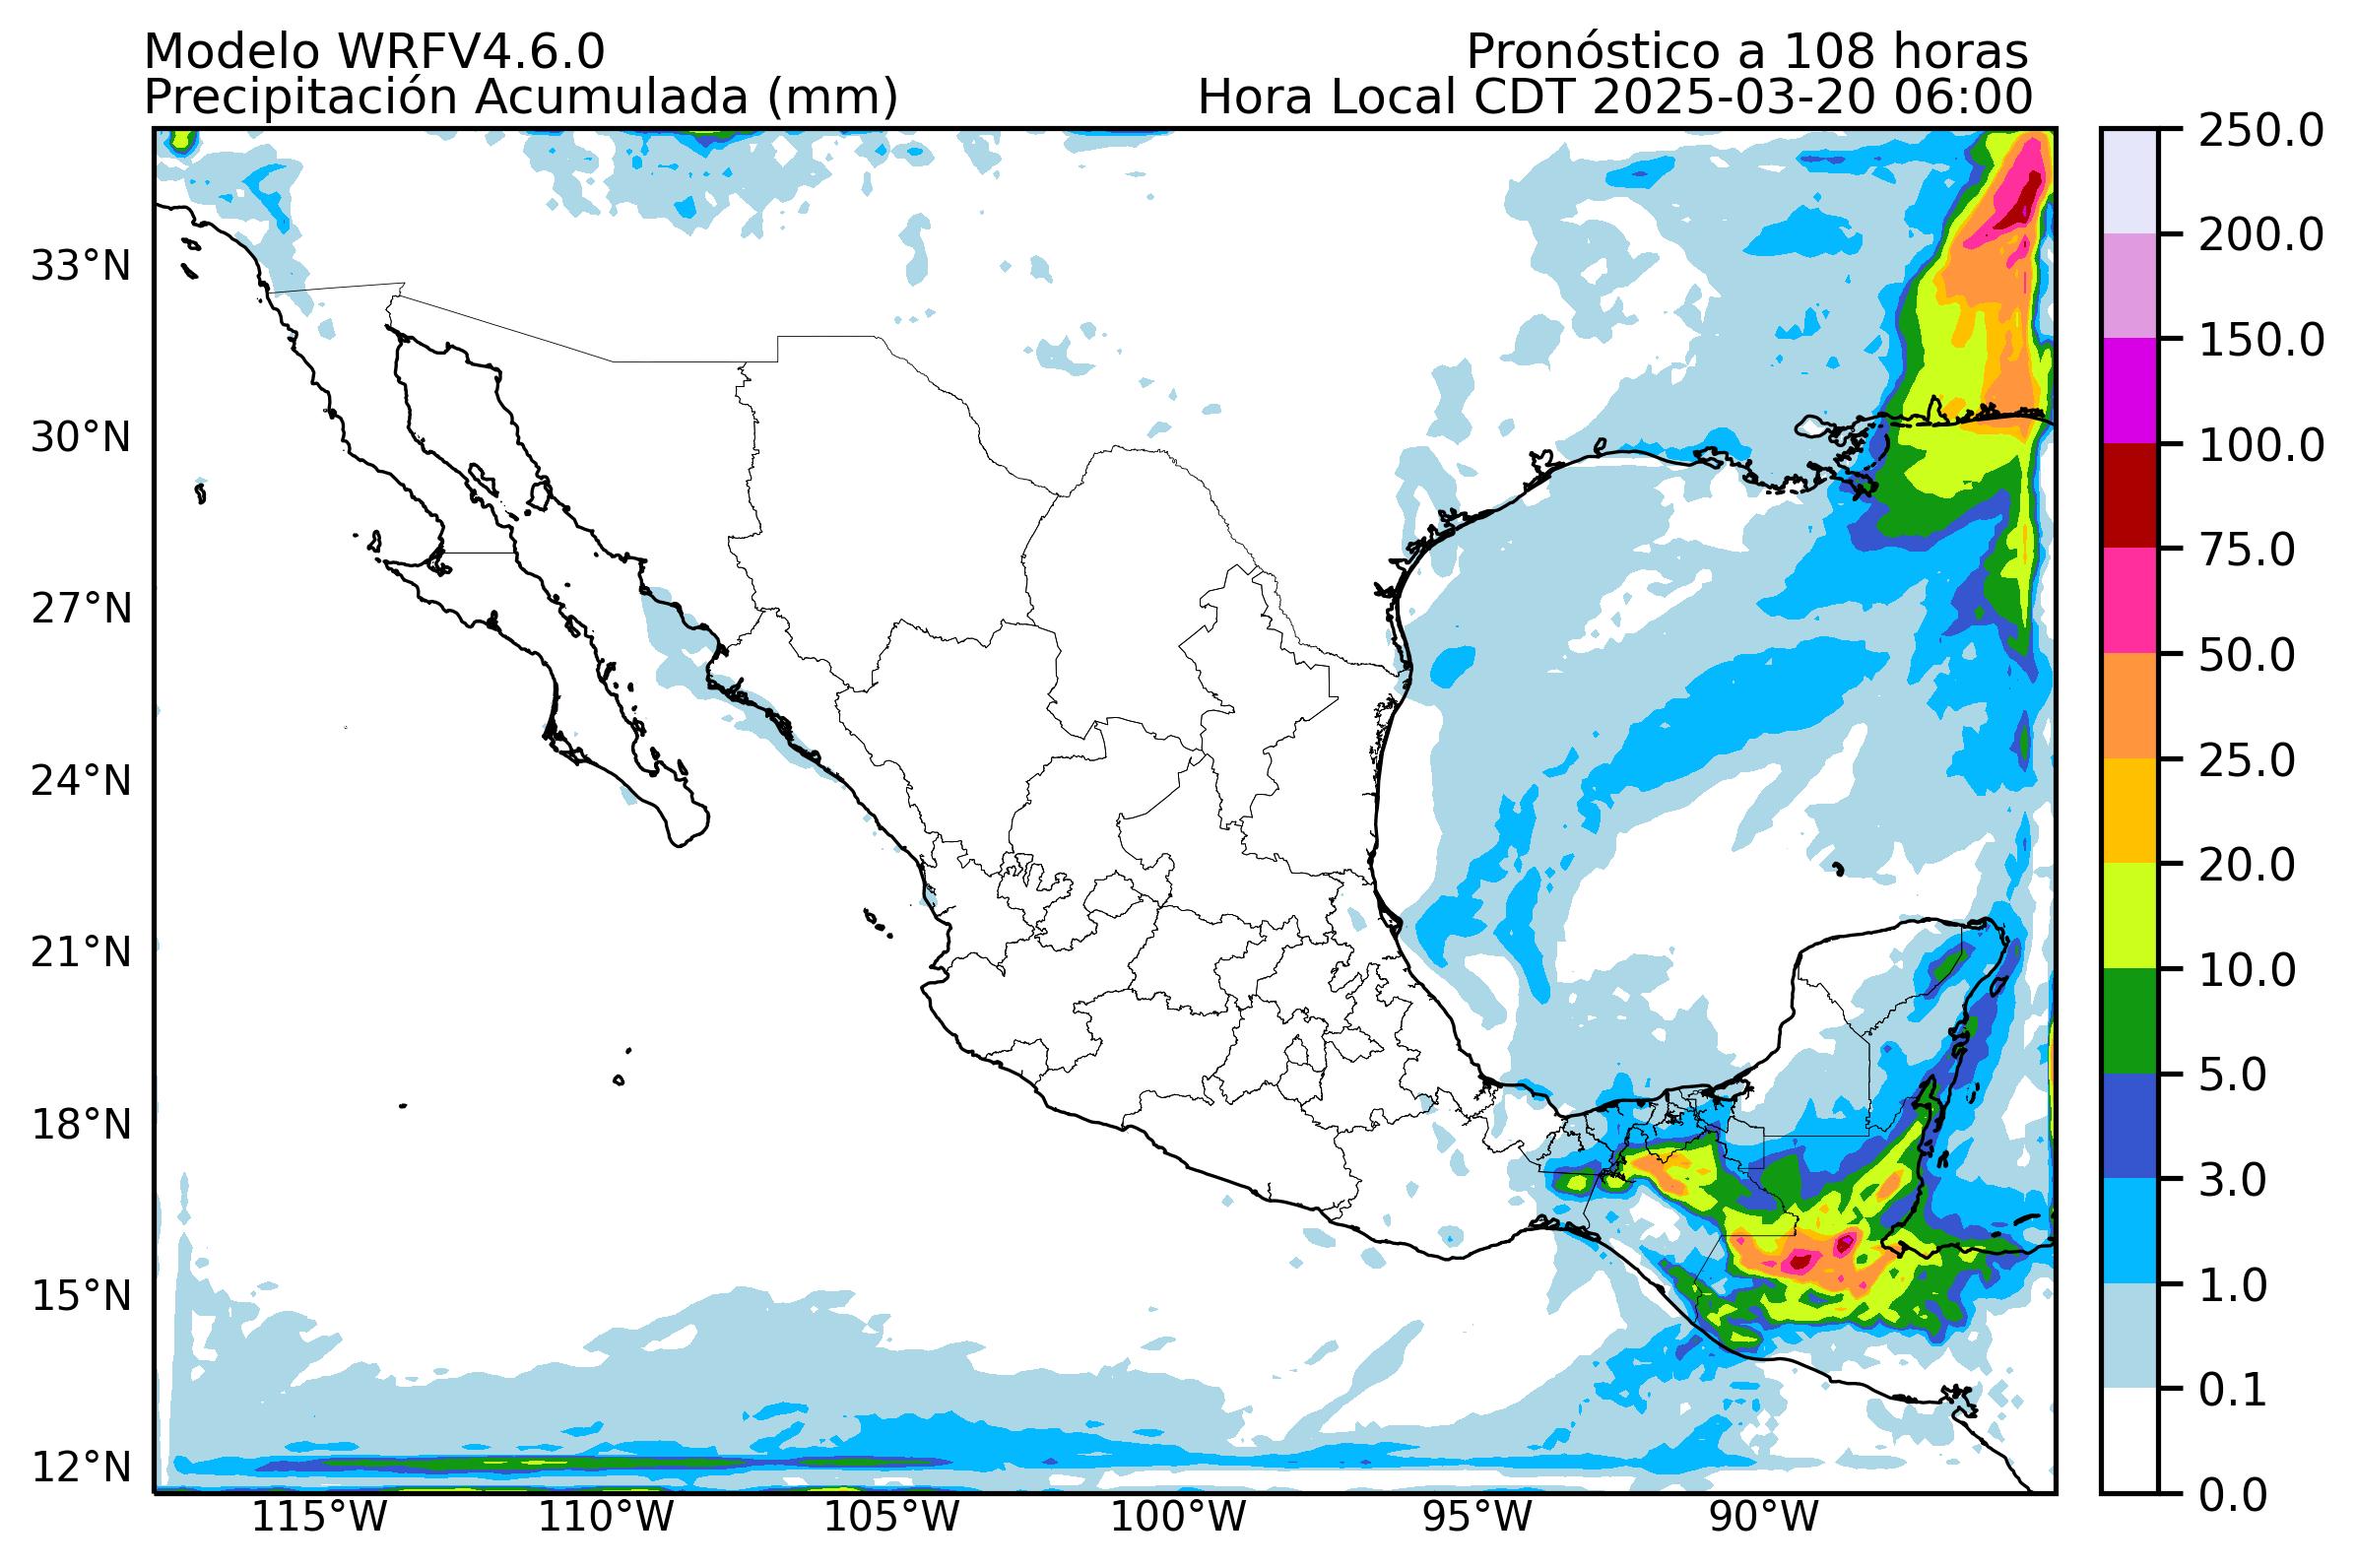 Modelo WRFV4.6.0
Pronóstico a 108 horas
Precipitación Acumulada (mm)
Hora Local CDT 2025-03-20 06:00
33°N
30°N
27°N
24°N
21°N
18°N
15°N
12°N
115°W
110°W
105°W
100°W
95°W
90°W
250.0
200.0
150.0
100.0
75.0
50.0
25.0
20.0
10.0
5.0
3.0
1.0
0.1
0.0